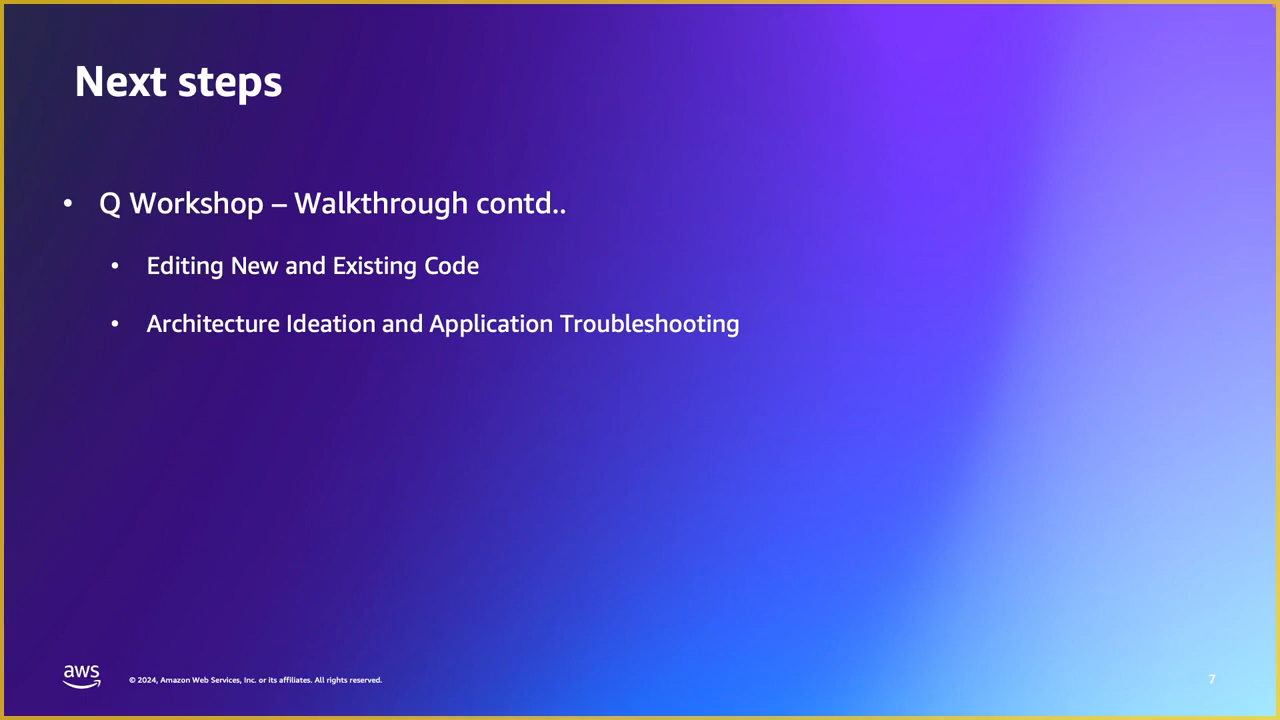 Next steps
• Q Workshop – Walkthrough contd..
• Editing New and Existing Code
• Architecture Ideation and Application Troubleshooting
aws
© 2024, Amazon Web Services, Inc. or its affiliates. All rights reserved.
7